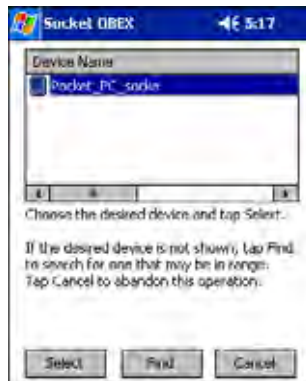 Socket OBEX 5:17
Device Name
Pocket_PC_socke
Choose the desired device and tap Select.
If the desired device is not shown, tap Find
to search for one that may be in range.
Tap Cancel to abandon this operation.
Select Find Cancel